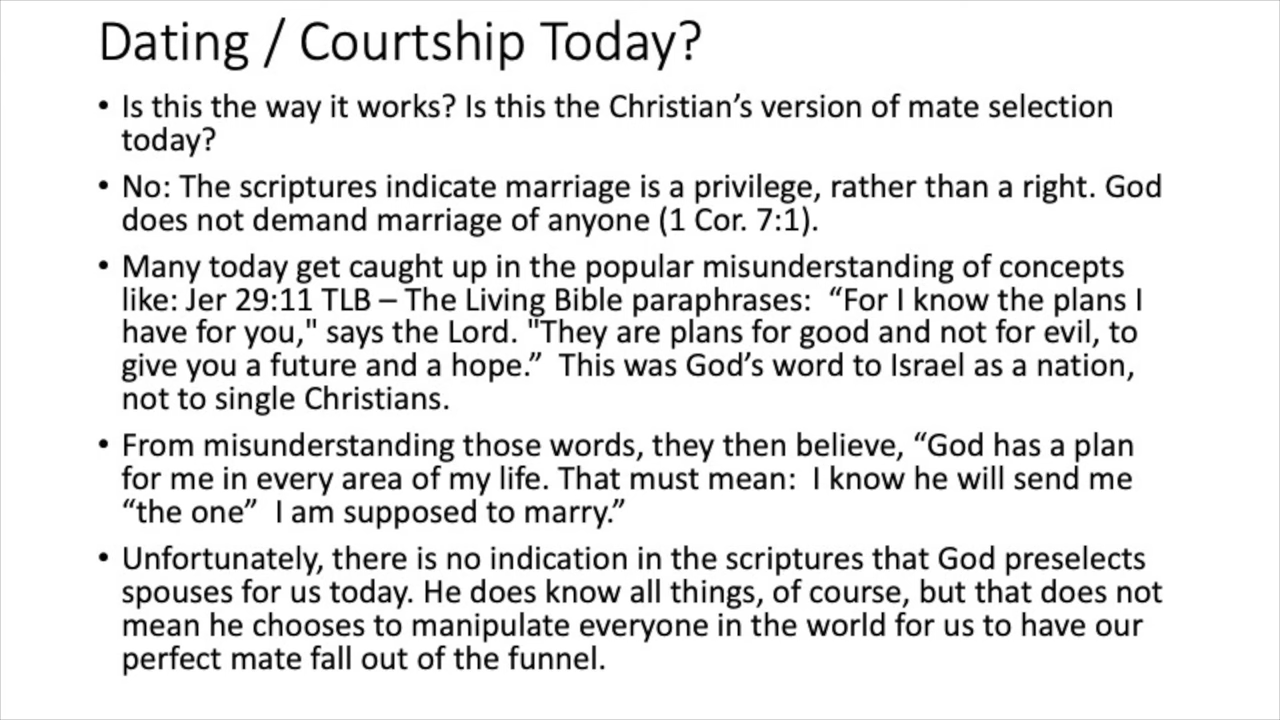 Dating / Courtship Today?
• Is this the way it works? Is this the Christian’s version of mate selection
today?
• No: The scriptures indicate marriage is a privilege, rather than a right. God
does not demand marriage of anyone (1 Cor. 7:1).
• Many today get caught up in the popular misunderstanding of concepts
like: Jer 29:11 TLB – The Living Bible paraphrases:  “For I know the plans I
have for you," says the Lord. "They are plans for good and not for evil, to
give you a future and a hope.”  This was God’s word to Israel as a nation,
not to single Christians.
• From misunderstanding those words, they then believe, “God has a plan
for me in every area of my life. That must mean:  I know he will send me
“the one”  I am supposed to marry.”
• Unfortunately, there is no indication in the scriptures that God preselects
spouses for us today. He does know all things, of course, but that does not
mean he chooses to manipulate everyone in the world for us to have our
perfect mate fall out of the funnel.